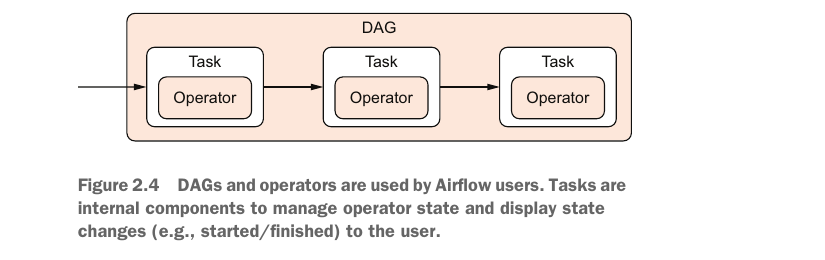 DAG
Task
Task
Task
Operator
Operator
Operator
Figure 2.4 DAGs and operators are used by Airflow users. Tasks are
internal components to manage operator state and display state
changes (e.g., started/finished) to the user.